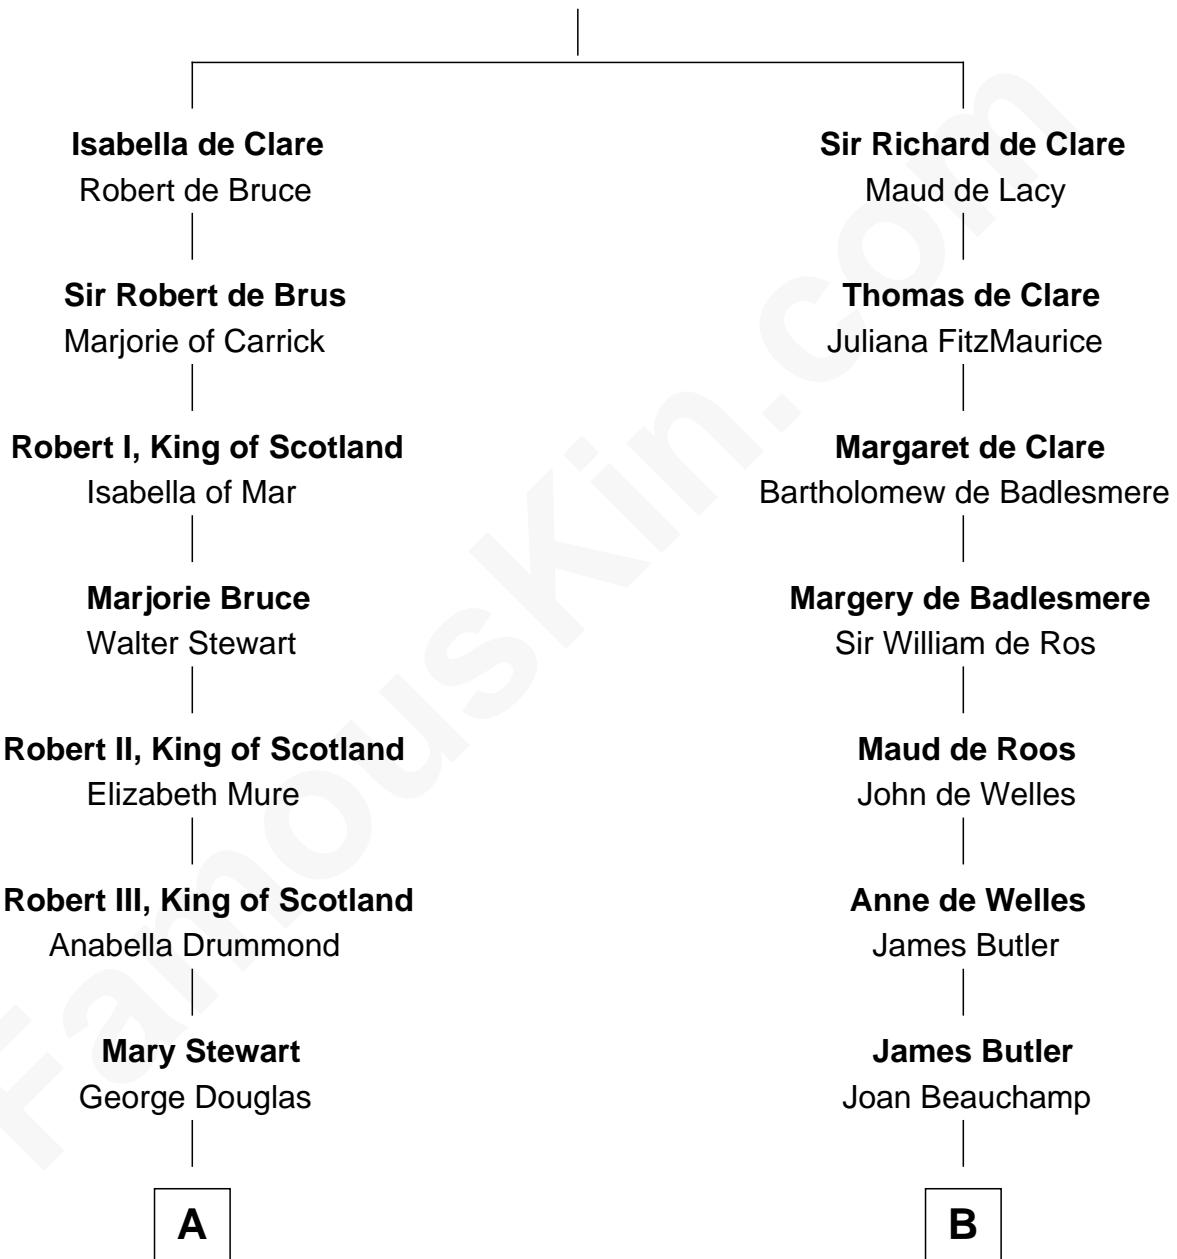 Isabella de Clare
Robert de Bruce
Sir Richard de Clare
Maud de Lacy
Sir Robert de Brus
Marjorie of Carrick
Thomas de Clare
Juliana FitzMaurice
Robert I, King of Scotland
Isabella of Mar
Margaret de Clare
Bartholomew de Badlesmere
Marjorie Bruce
Walter Stewart
Margery de Badlesmere
Sir William de Ros
Robert II, King of Scotland
Elizabeth Mure
Maud de Roos
John de Welles
Robert III, King of Scotland
Anabella Drummond
Anne de Welles
James Butler
Mary Stewart
George Douglas
James Butler
Joan Beauchamp
A
B
FamousKin.com